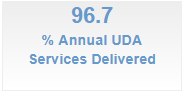 96.7
% Annual UDA
Services Delivered